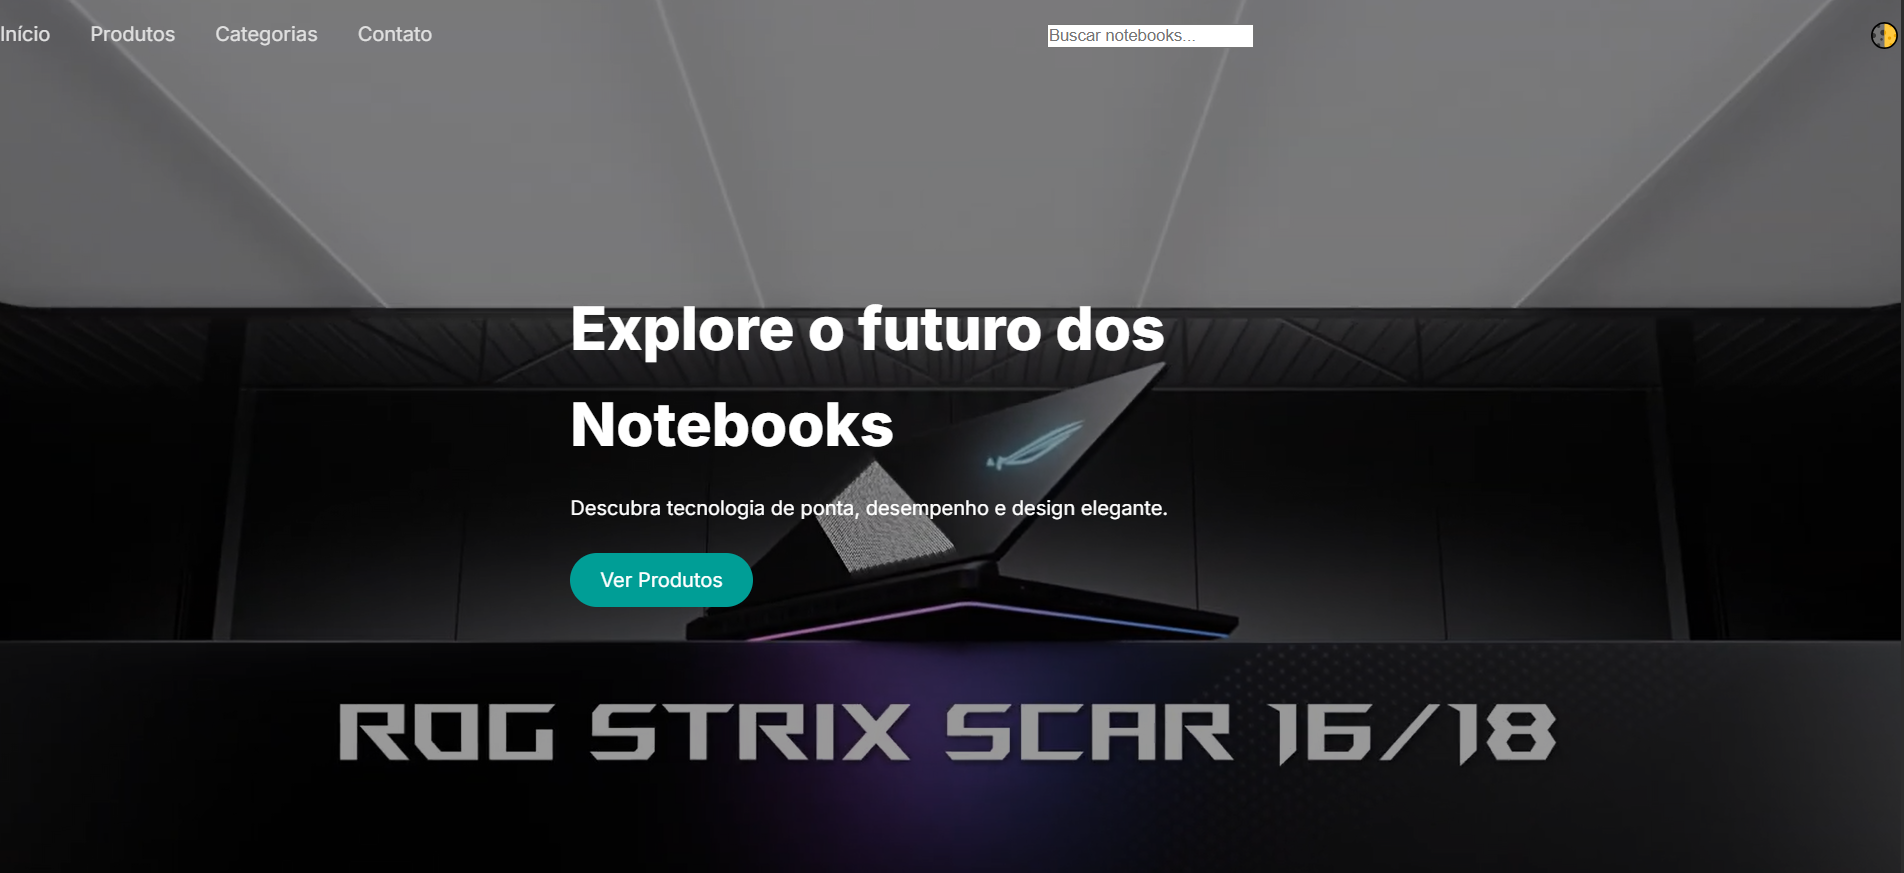 Início Produtos Categorias Contato Buscar notebooks...
Explore o futuro dos
Notebooks
Descubra tecnologia de ponta, desempenho e design elegante.
Ver Produtos
ROG STRIX SCAR 16/18